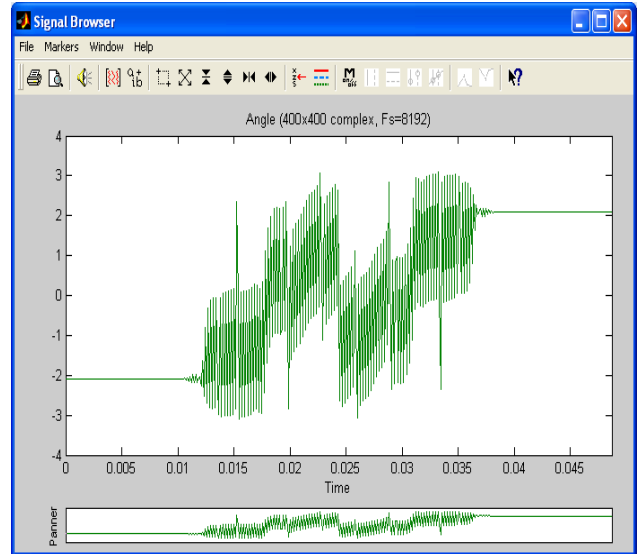 Signal Browser
File Markers Window Help
Angle (400x400 complex, Fs=8192)
4
3
2
1
0
-1
-2
-3
-4
0 0.005 0.01 0.015 0.02 0.025 0.03 0.035 0.04 0.045
Time
Panner